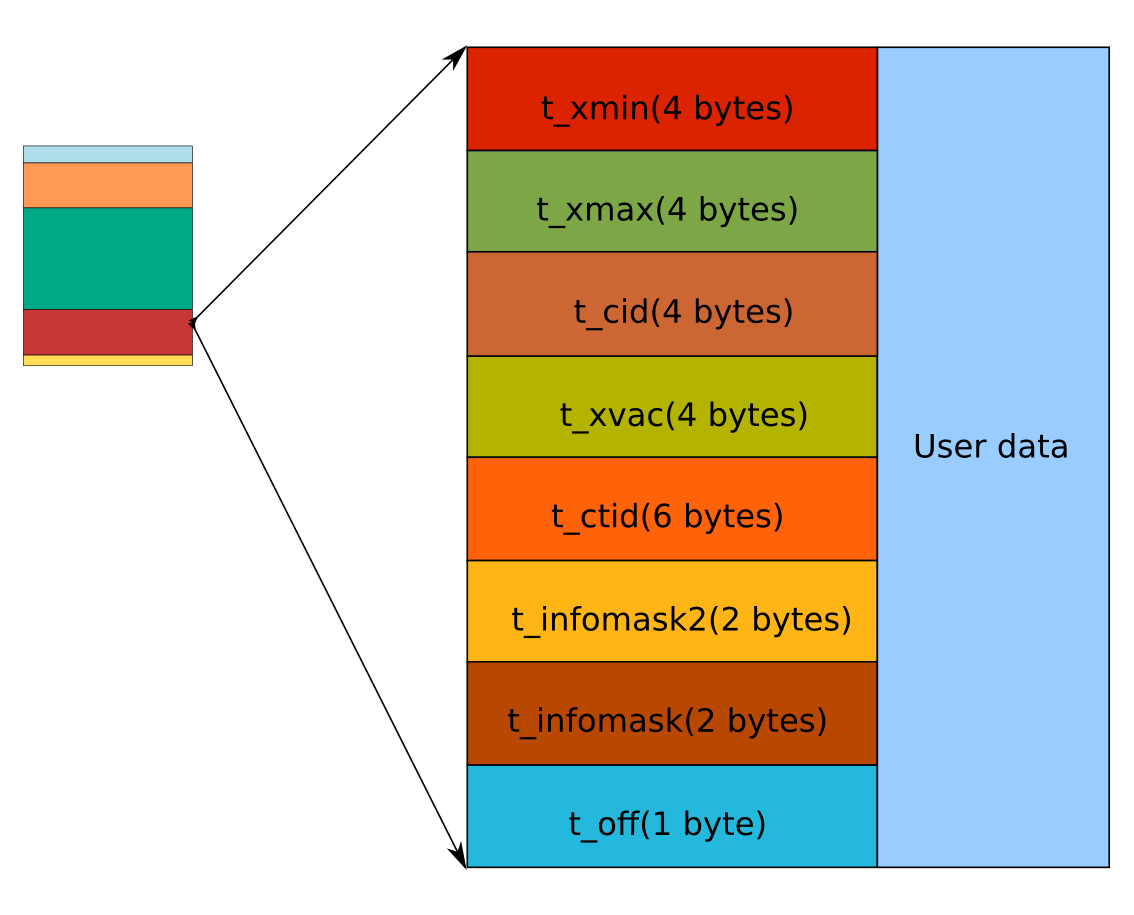 t_xmin(4 bytes)
t_xmax(4 bytes)
t_cid(4 bytes)
t_xvac(4 bytes)
t_ctid(6 bytes)
t_infomask2(2 bytes)
t_infomask(2 bytes)
t_off(1 byte)
User data